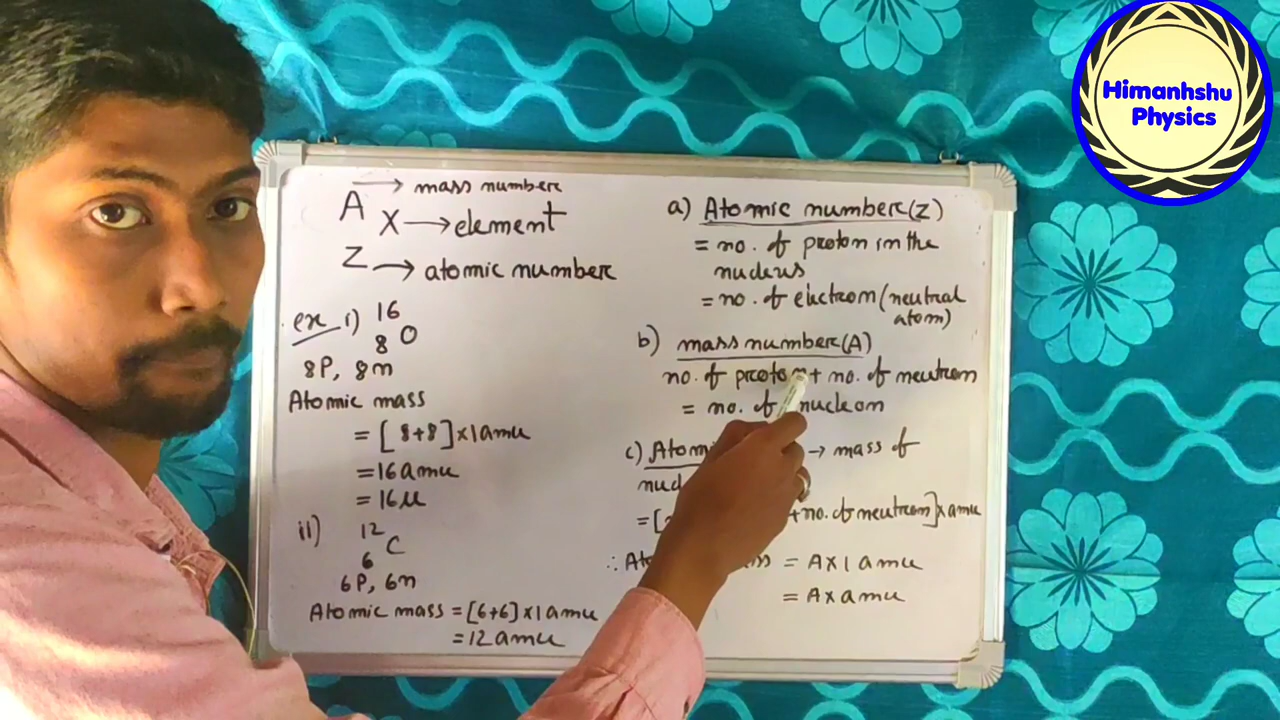 Himanhshu
Physics
A → mass number
X → element
Z → atomic number
ex i) 16
8 O
8P, 8n
Atomic mass
= [ 8+8 ] × 1 amu
= 16 amu
= 16 u
ii) 12
6 C
6P, 6n
Atomic mass = [6+6] × 1 amu
= 12 amu
a) Atomic number (Z)
= no. of proton in the
nucleus
= no. of electron (neutral
atom)
b) mass number (A)
no. of proton + no. of neutron
= no. of nucleon
c) → mass of
= [ + no. of neutron] × amu
∴ = A × 1 amu
= A × amu